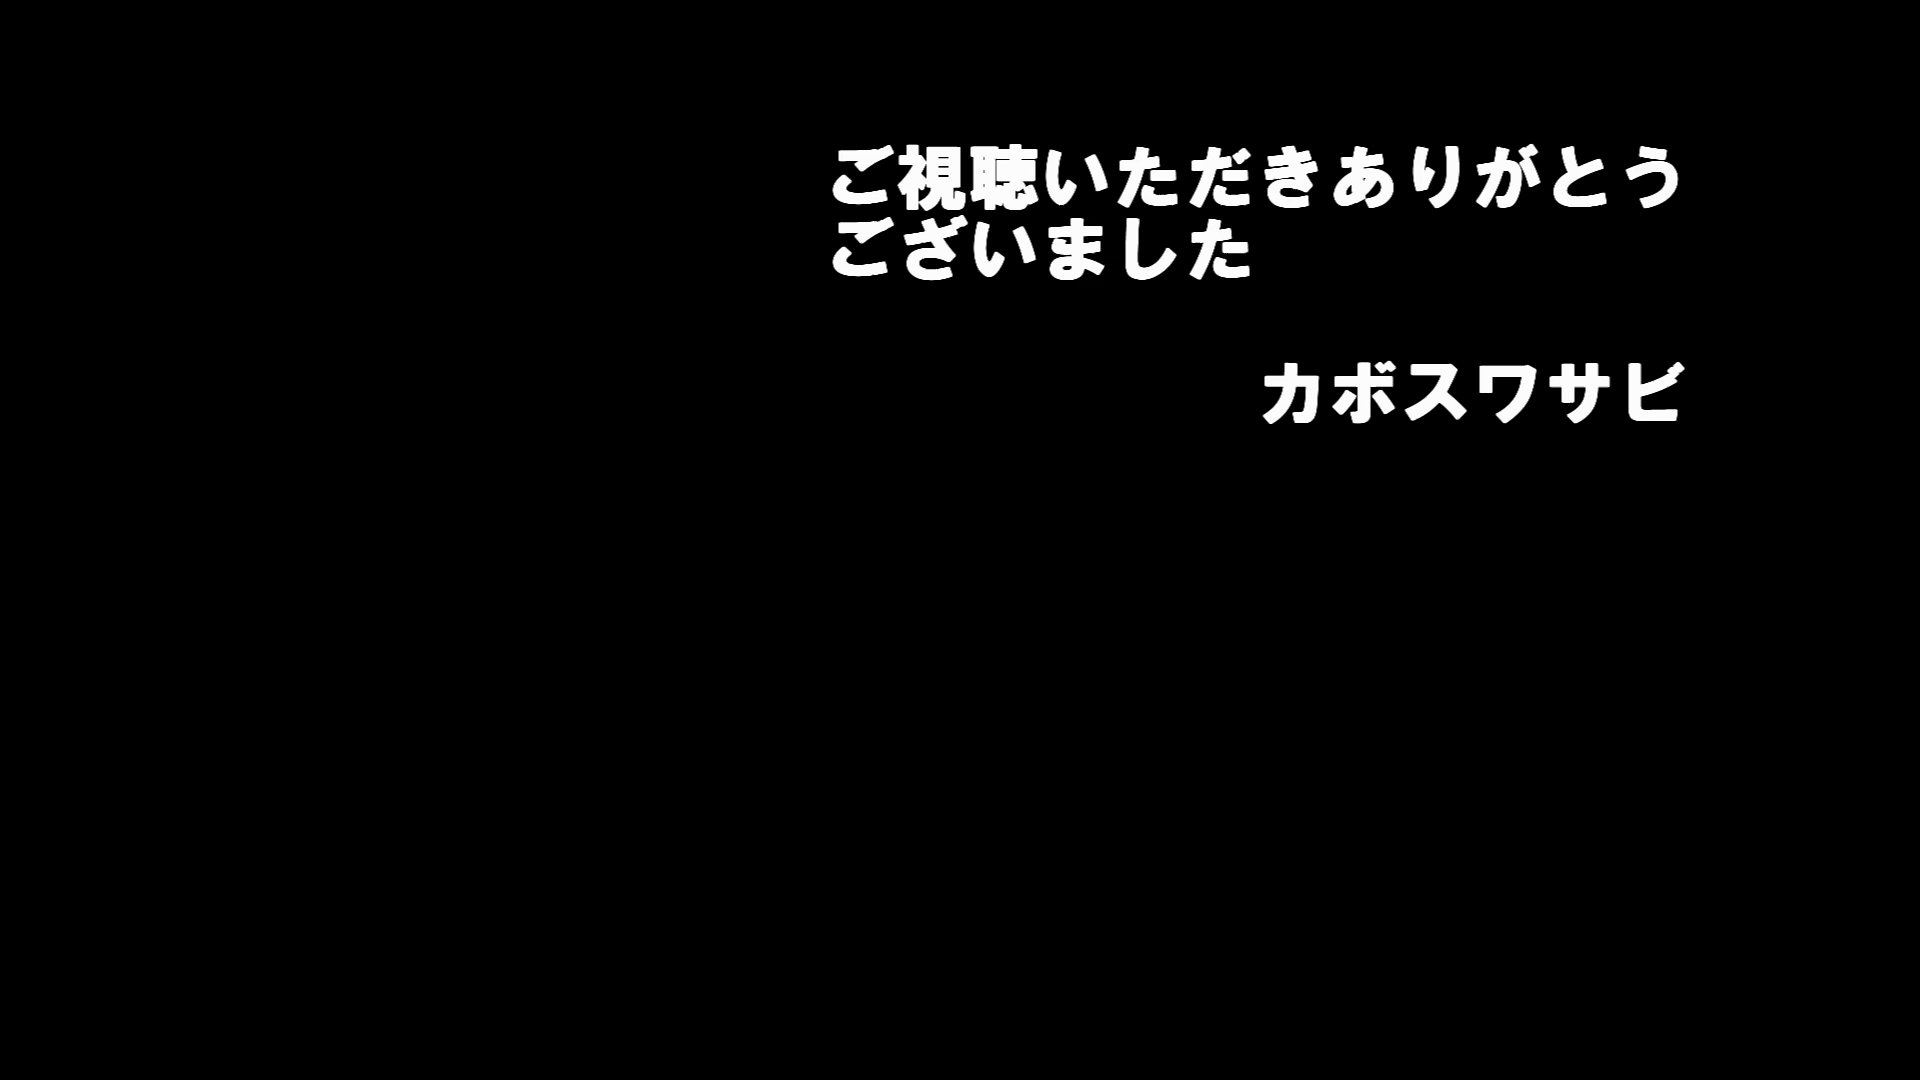 ご視聴いただきありがとう
ございました
カボスワサビ